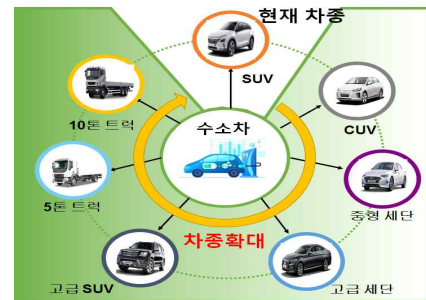 현재 차종
SUV
10톤 트럭
CUV
수소차
5톤 트럭
중형 세단
차종확대
고급 SUV
고급 세단